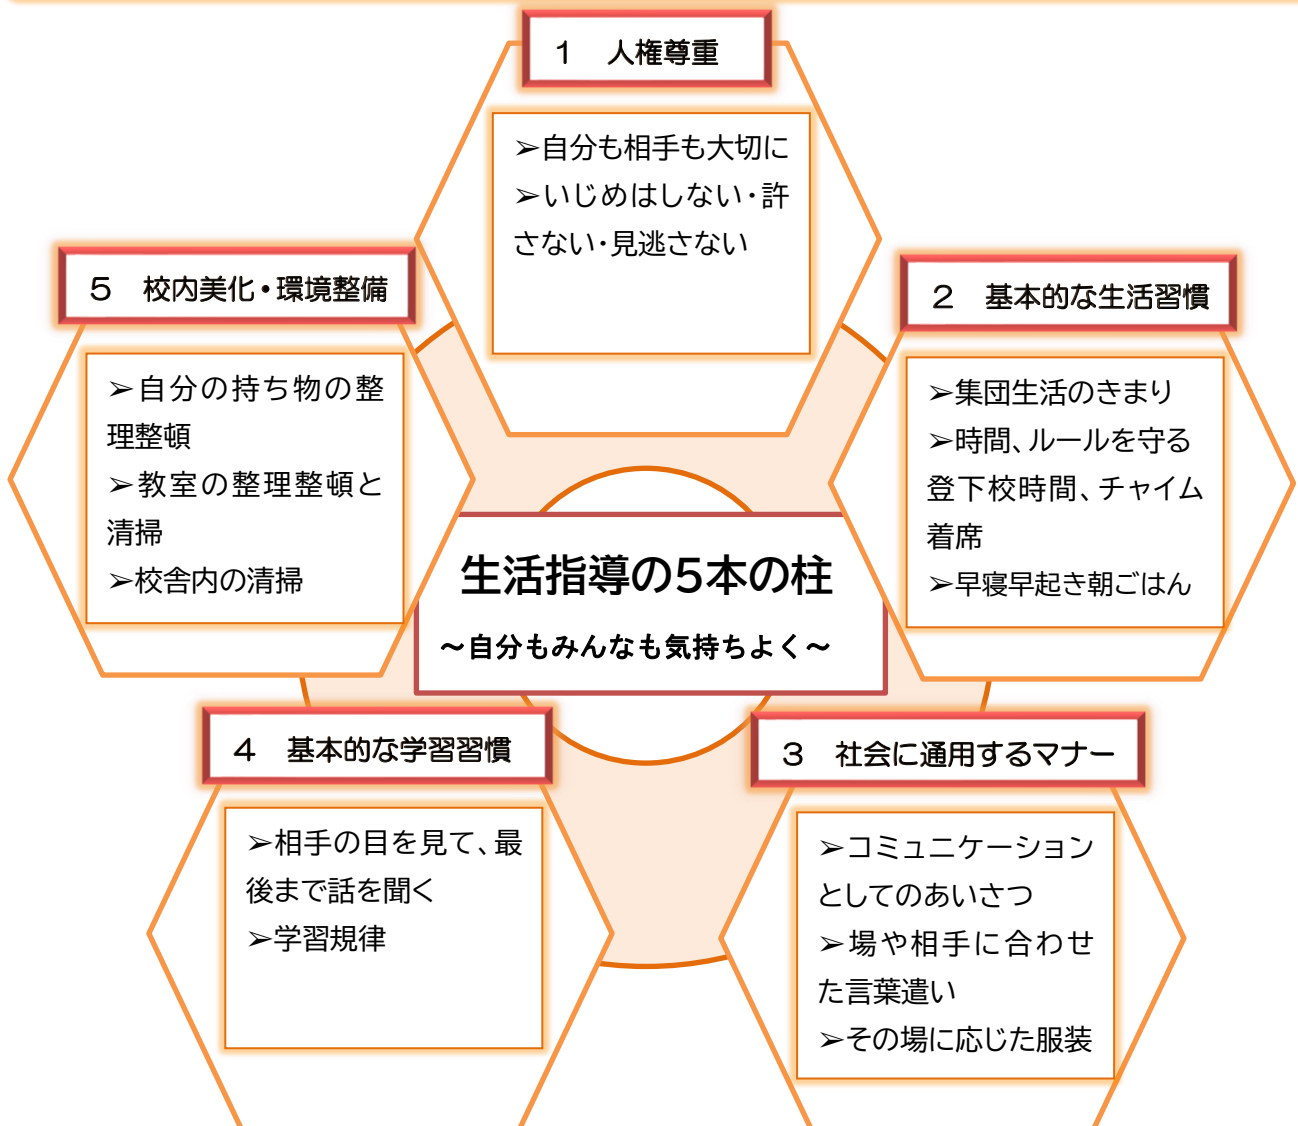 1　人権尊重
➢自分も相手も大切に
➢いじめはしない・許
さない・見逃さない
2　基本的な生活習慣
➢集団生活のきまり
➢時間、ルールを守る
登下校時間、チャイム
着席
➢早寝早起き朝ごはん
3　社会に通用するマナー
➢コミュニケーション
としてのあいさつ
➢場や相手に合わせ
た言葉遣い
➢その場に応じた服装
4　基本的な学習習慣
➢相手の目を見て、最
後まで話を聞く
➢学習規律
5　校内美化・環境整備
➢自分の持ち物の整
理整頓
➢教室の整理整頓と
清掃
➢校舎内の清掃
生活指導の5本の柱
～自分もみんなも気持ちよく～